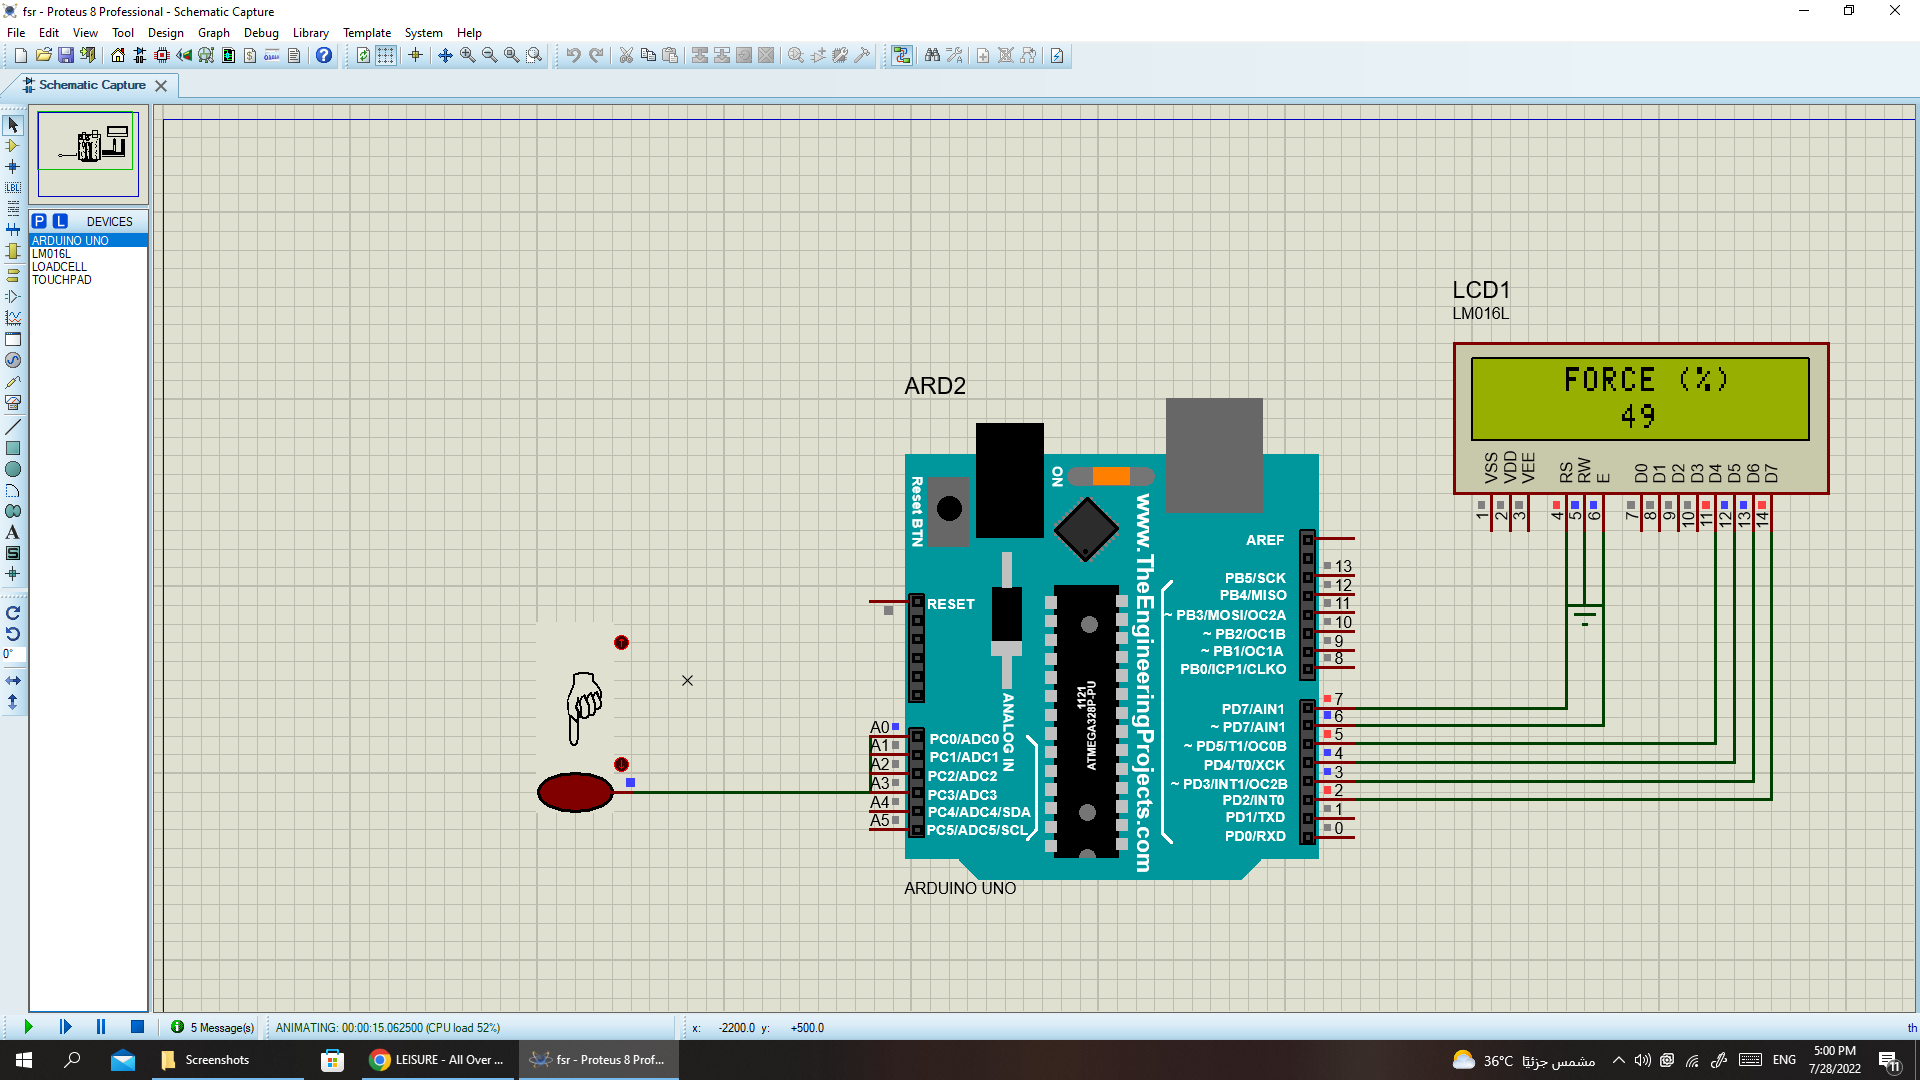 fsr - Proteus 8 Professional - Schematic Capture
File Edit View Tool Design Graph Debug Library Template System Help
Schematic Capture
P L DEVICES
ARDUINO UNO
LM016L
LOADCELL
TOUCHPAD
LBL
A
S
0°
LCD1
LM016L
FORCE (%)
49
VSS VDD VEE RS RW E D0 D1 D2 D3 D4 D5 D6 D7
1 2 3 4 5 6 7 8 9 10 11 12 13 14
ARD2
Reset BTN
ON
www.TheEngineeringProjects.com
ANALOG IN
1121
ATMEGA328P-PU
RESET
A0 PC0/ADC0
A1 PC1/ADC1
A2 PC2/ADC2
A3 PC3/ADC3
A4 PC4/ADC4/SDA
A5 PC5/ADC5/SCL
AREF
PB5/SCK 13
PB4/MISO 12
~ PB3/MOSI/OC2A 11
~ PB2/OC1B 10
~ PB1/OC1A 9
PB0/ICP1/CLKO 8
PD7/AIN1 7
~ PD7/AIN1 6
~ PD5/T1/OC0B 5
PD4/T0/XCK 4
~ PD3/INT1/OC2B 3
PD2/INT0 2
PD1/TXD 1
PD0/RXD 0
ARDUINO UNO
5 Message(s) ANIMATING: 00:00:15.062500 (CPU load 52%) x: -2200.0 y: +500.0 th
Screenshots
LEISURE - All Over ...
fsr - Proteus 8 Prof...
36°C مشمس جزئيًا
ENG
5:00 PM
7/28/2022
11